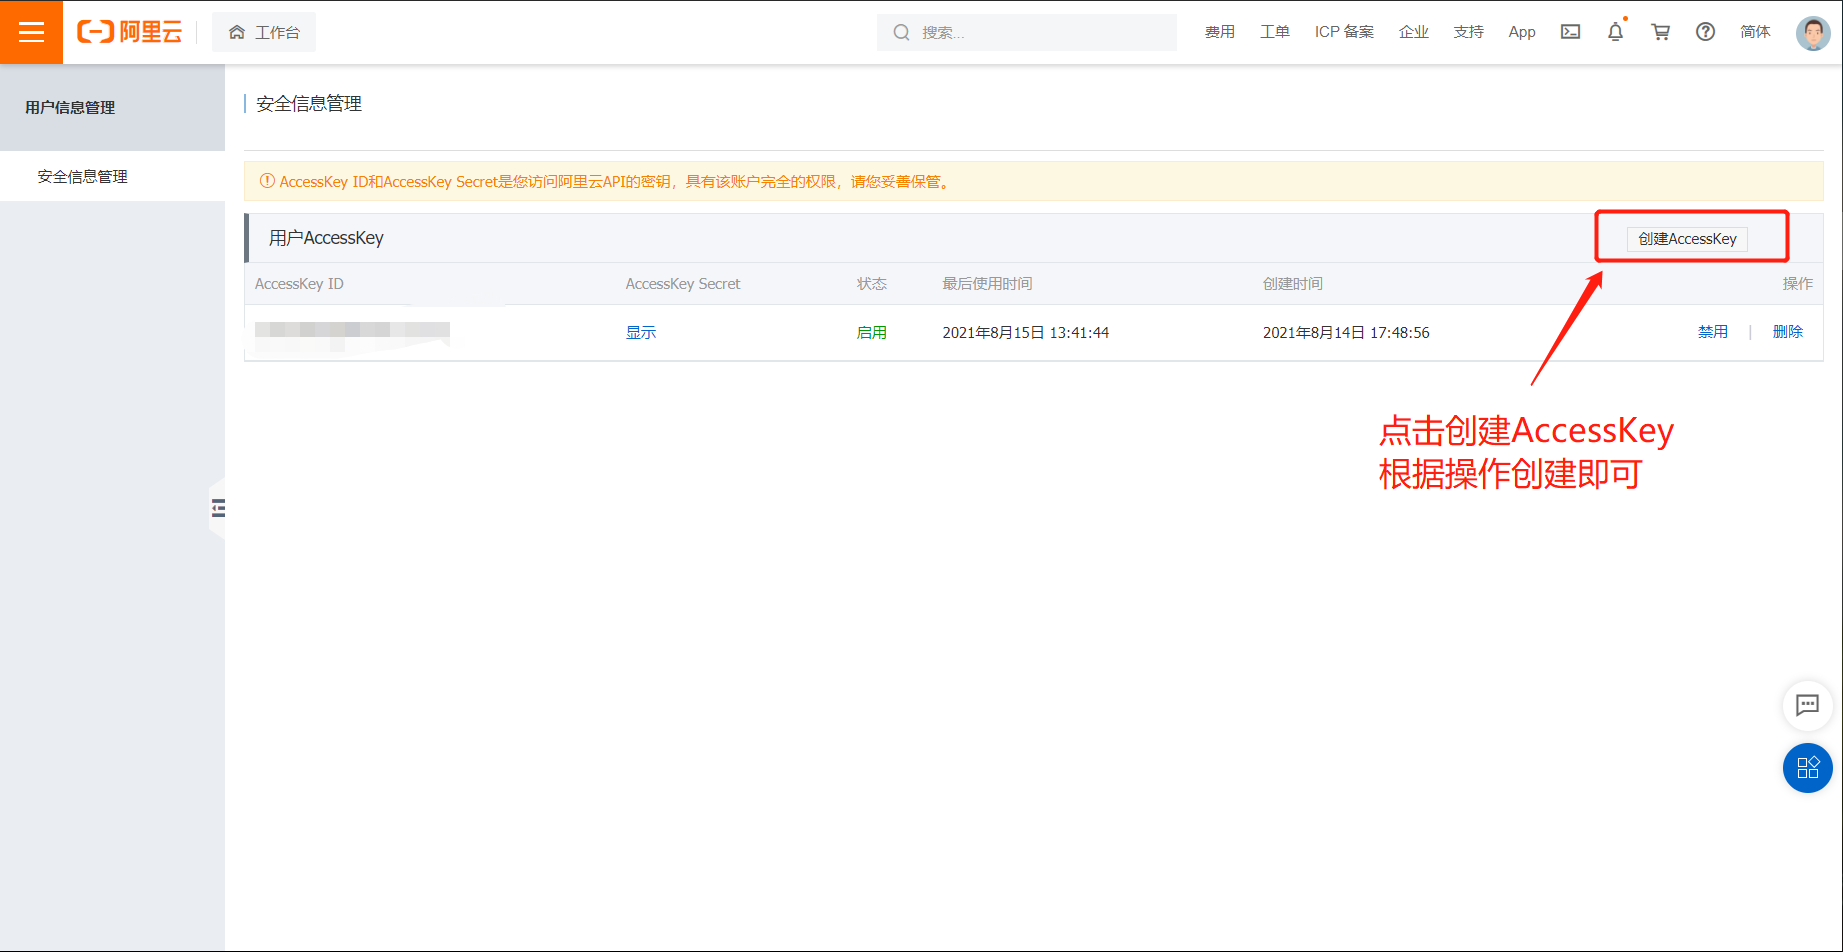 阿里云
工作台
搜索...
费用
工单
ICP 备案
企业
支持
App
简体
用户信息管理
安全信息管理
安全信息管理
AccessKey ID和AccessKey Secret是您访问阿里云API的密钥，具有该账户完全的权限，请您妥善保管。
用户AccessKey
创建AccessKey
AccessKey ID
AccessKey Secret
状态
最后使用时间
创建时间
操作
显示
启用
2021年8月15日 13:41:44
2021年8月14日 17:48:56
禁用 | 删除
点击创建AccessKey
根据操作创建即可